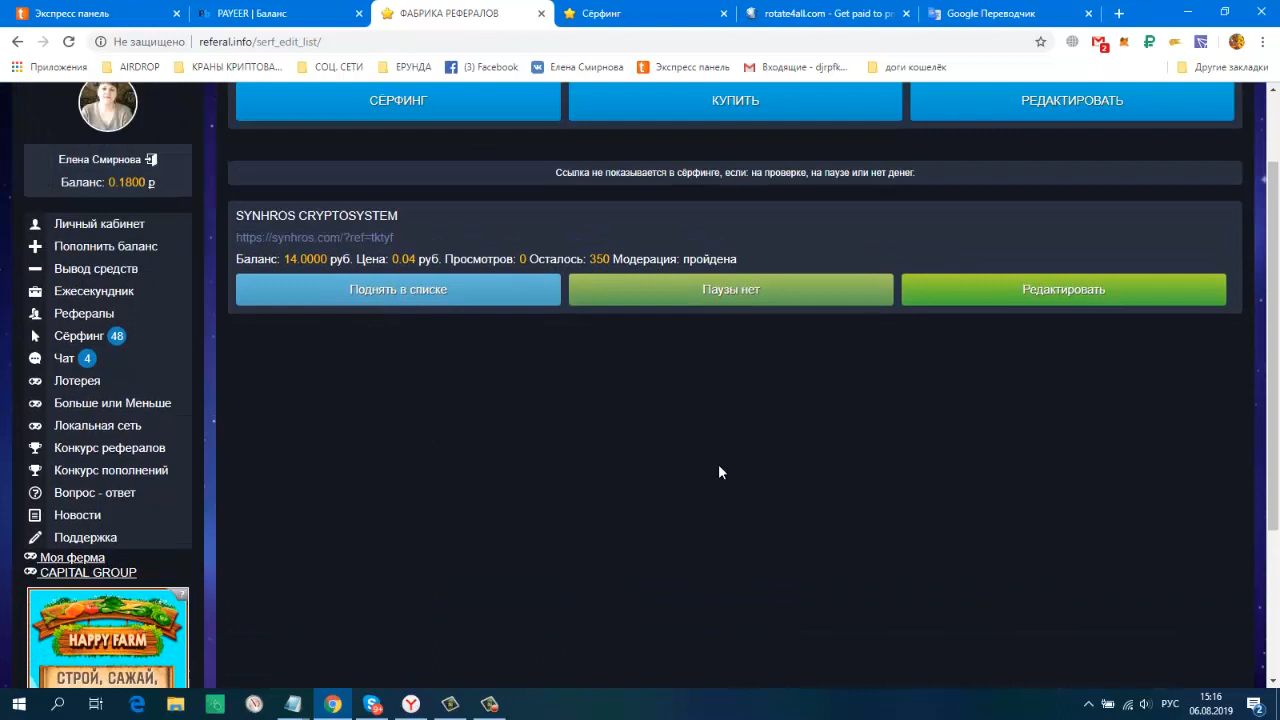 Экспресс панель
PAYEER | Баланс
ФАБРИКА РЕФЕРАЛОВ
Сёрфинг
rotate4all.com - Get paid to pr
Google Переводчик
Не защищено
referal.info/serf_edit_list/
2
Приложения
AIRDROP
КРАНЫ КРИПТОВА...
СОЦ. СЕТИ
ЕРУНДА
(3) Facebook
Елена Смирнова
Экспресс панель
Входящие - djrpfk...
доги кошелёк
Другие закладки
СЁРФИНГ
КУПИТЬ
РЕДАКТИРОВАТЬ
Елена Смирнова
Баланс: 0.1800 р
Личный кабинет
Пополнить баланс
Вывод средств
Ежесекундник
Рефералы
Сёрфинг 48
Чат 4
Лотерея
Больше или Меньше
Локальная сеть
Конкурс рефералов
Конкурс пополнений
Вопрос - ответ
Новости
Поддержка
Моя ферма
CAPITAL GROUP
?
HAPPY FARM
СТРОЙ, САЖАЙ,
Ссылка не показывается в сёрфинге, если: на проверке, на паузе или нет денег.
SYNHROS CRYPTOSYSTEM
https://synhros.com/?ref=tktyf
Баланс: 14.0000 руб. Цена: 0.04 руб. Просмотров: 0 Осталось: 350 Модерация: пройдена
Поднять в списке
Паузы нет
Редактировать
9+
РУС
15:16
06.08.2019
2